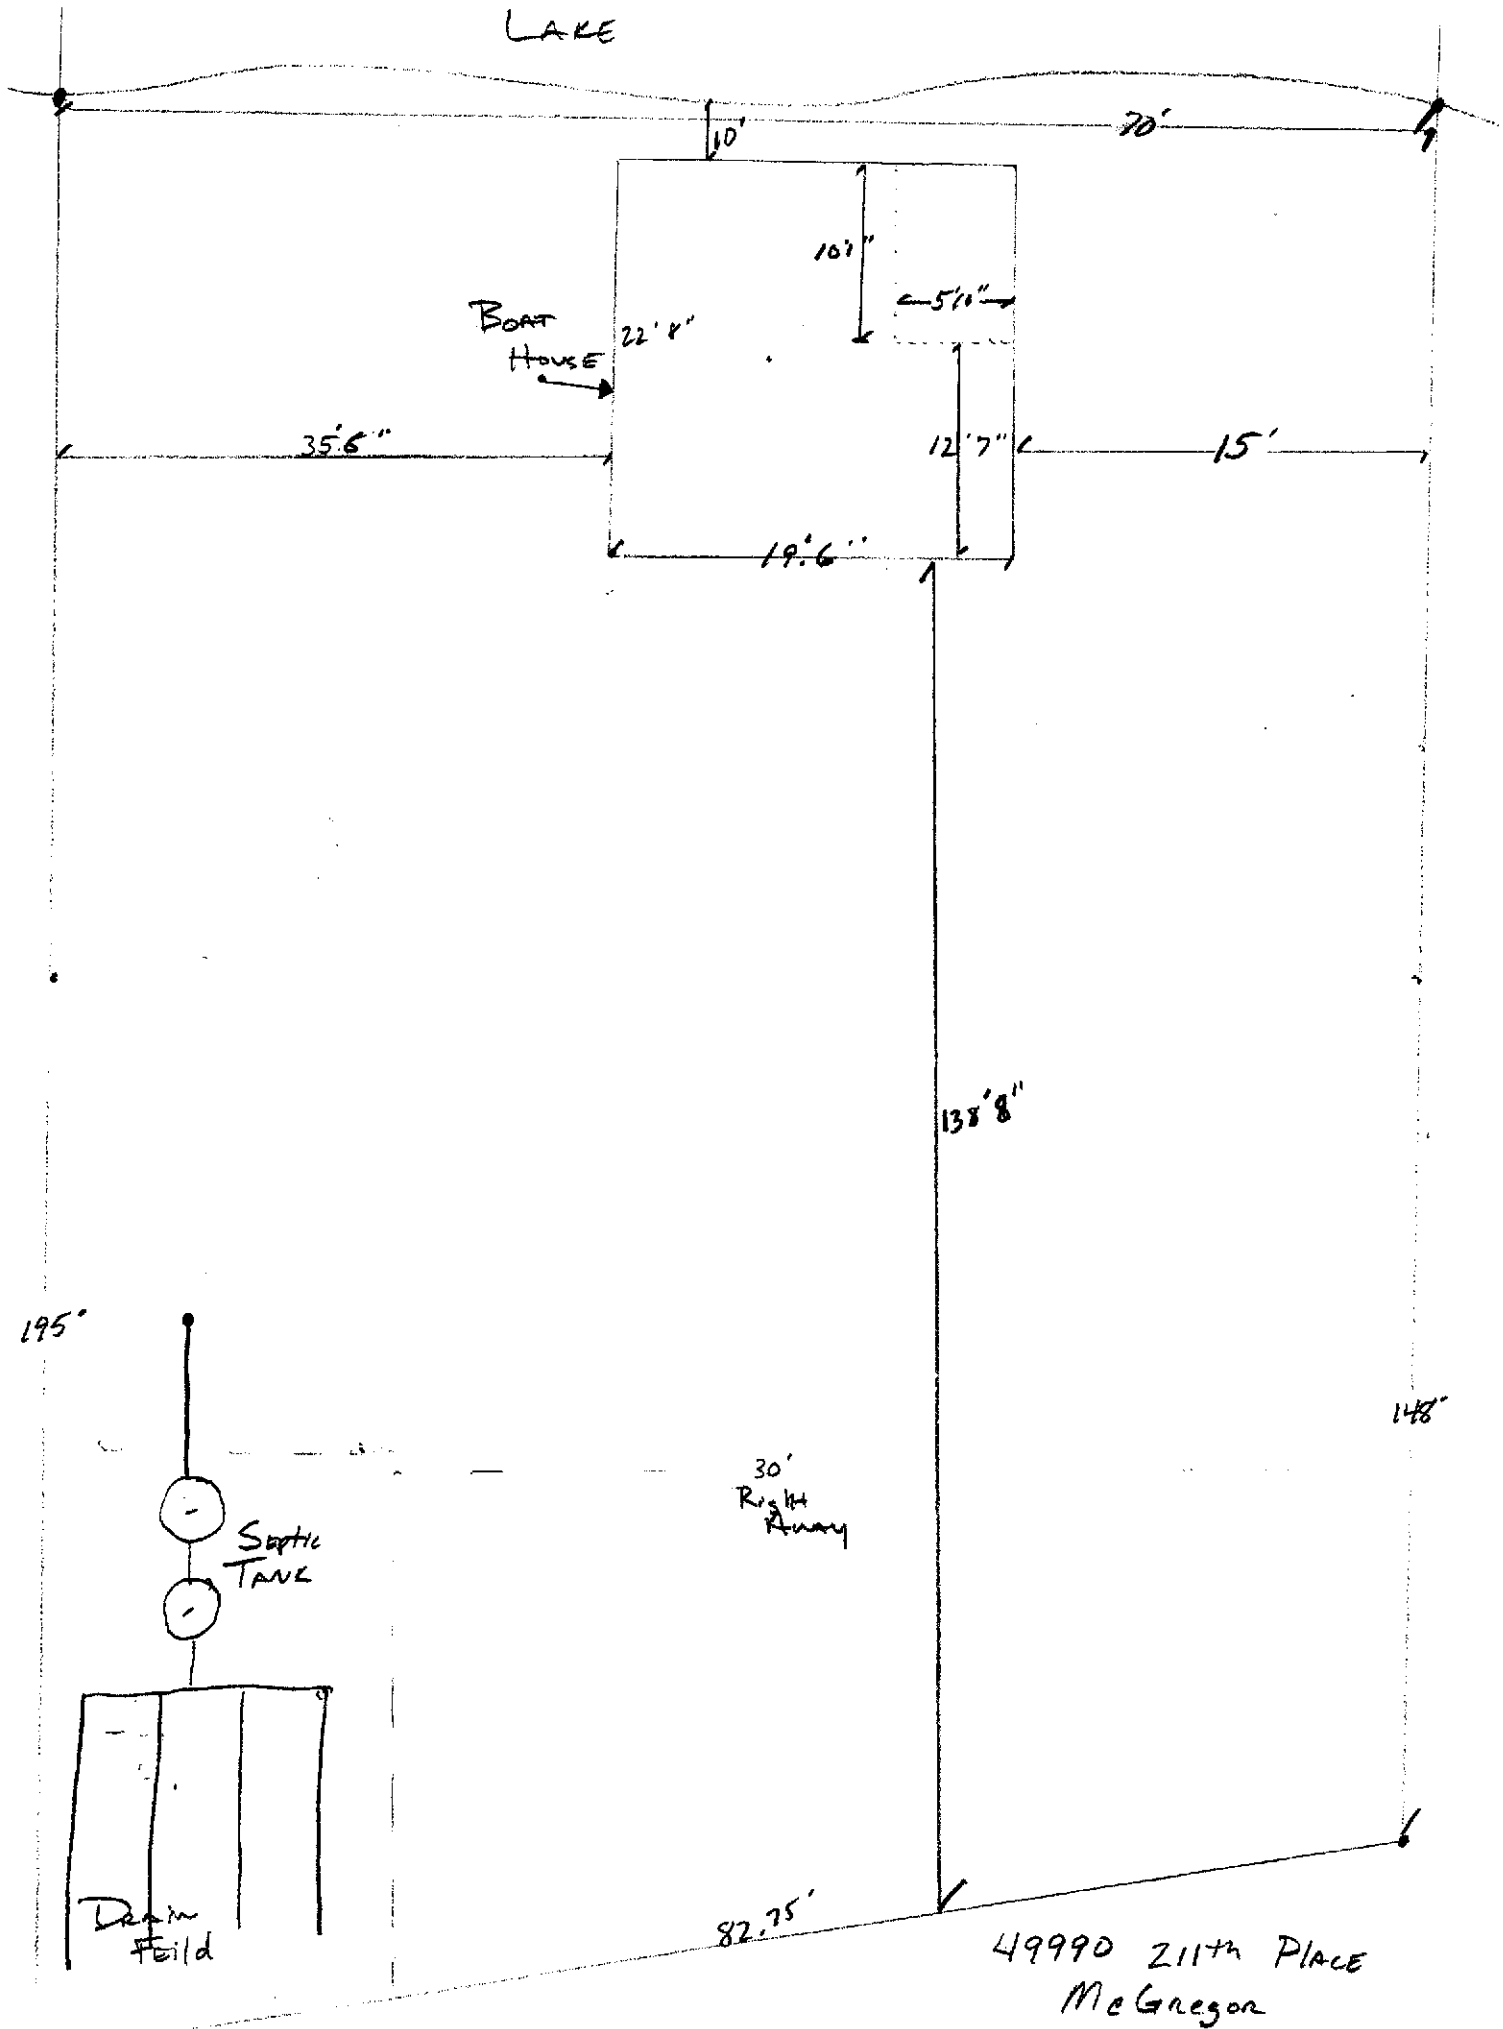 LAKE
70'
10'
10'1"
5'10"
BOAT
HOUSE
22'8"
35'6"
12'7"
15'
19'6"
138'8"
195'
148'
30'
Right
Away
Septic
TANK
Drain
FEild
82.75'
49990 211th PLACE
McGregor